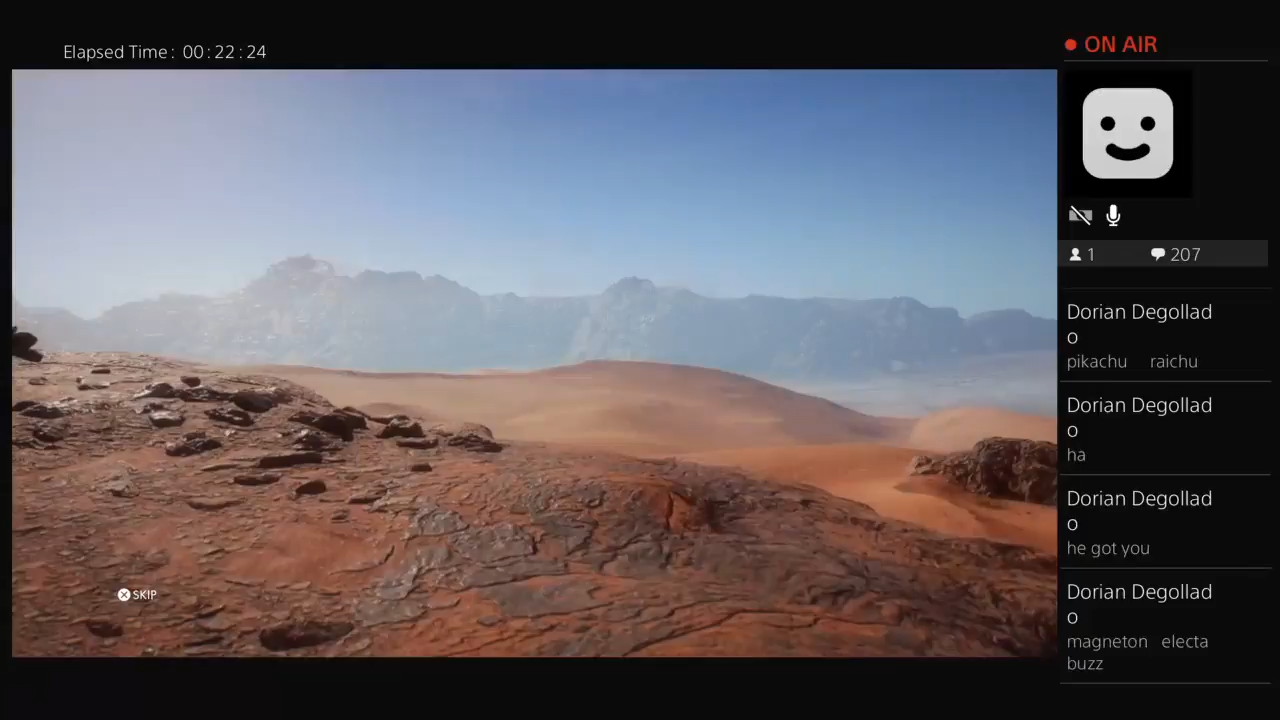 Elapsed Time: 00:22:24
ON AIR
1 207
Dorian Degollad
o
pikachu raichu
Dorian Degollad
o
ha
Dorian Degollad
o
he got you
Dorian Degollad
o
magneton electa
buzz
SKIP